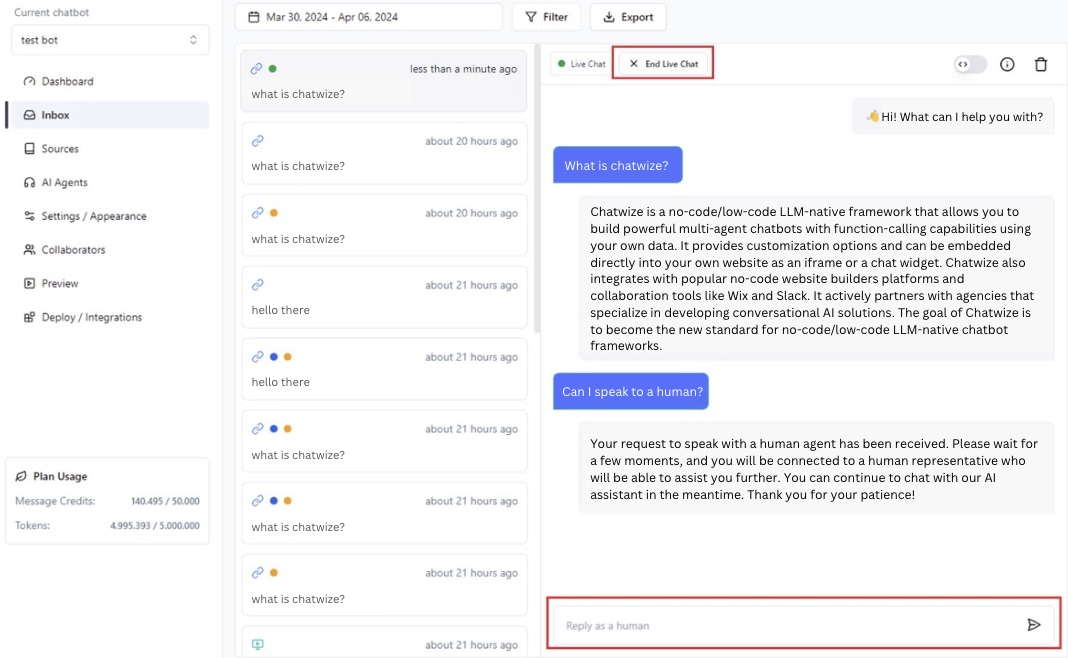 Current chatbot
test bot
Dashboard
Inbox
Sources
AI Agents
Settings / Appearance
Collaborators
Preview
Deploy / Integrations
Plan Usage
Message Credits: 140.495 / 50.000
Tokens: 4.995.393 / 5.000.000
Mar 30. 2024 - Apr 06. 2024
Filter
Export
less than a minute ago
what is chatwize?
about 20 hours ago
what is chatwize?
about 20 hours ago
what is chatwize?
about 21 hours ago
hello there
about 21 hours ago
hello there
about 21 hours ago
what is chatwize?
about 21 hours ago
what is chatwize?
about 21 hours ago
what is chatwize?
about 21 hours ago
Live Chat
End Live Chat
👋Hi! What can I help you with?
What is chatwize?
Chatwize is a no-code/low-code LLM-native framework that allows you to
build powerful multi-agent chatbots with function-calling capabilities using
your own data. It provides customization options and can be embedded
directly into your own website as an iframe or a chat widget. Chatwize also
integrates with popular no-code website builders platforms and
collaboration tools like Wix and Slack. It actively partners with agencies that
specialize in developing conversational AI solutions. The goal of Chatwize is
to become the new standard for no-code/low-code LLM-native chatbot
frameworks.
Can I speak to a human?
Your request to speak with a human agent has been received. Please wait for
a few moments, and you will be connected to a human representative who
will be able to assist you further. You can continue to chat with our AI
assistant in the meantime. Thank you for your patience!
Reply as a human